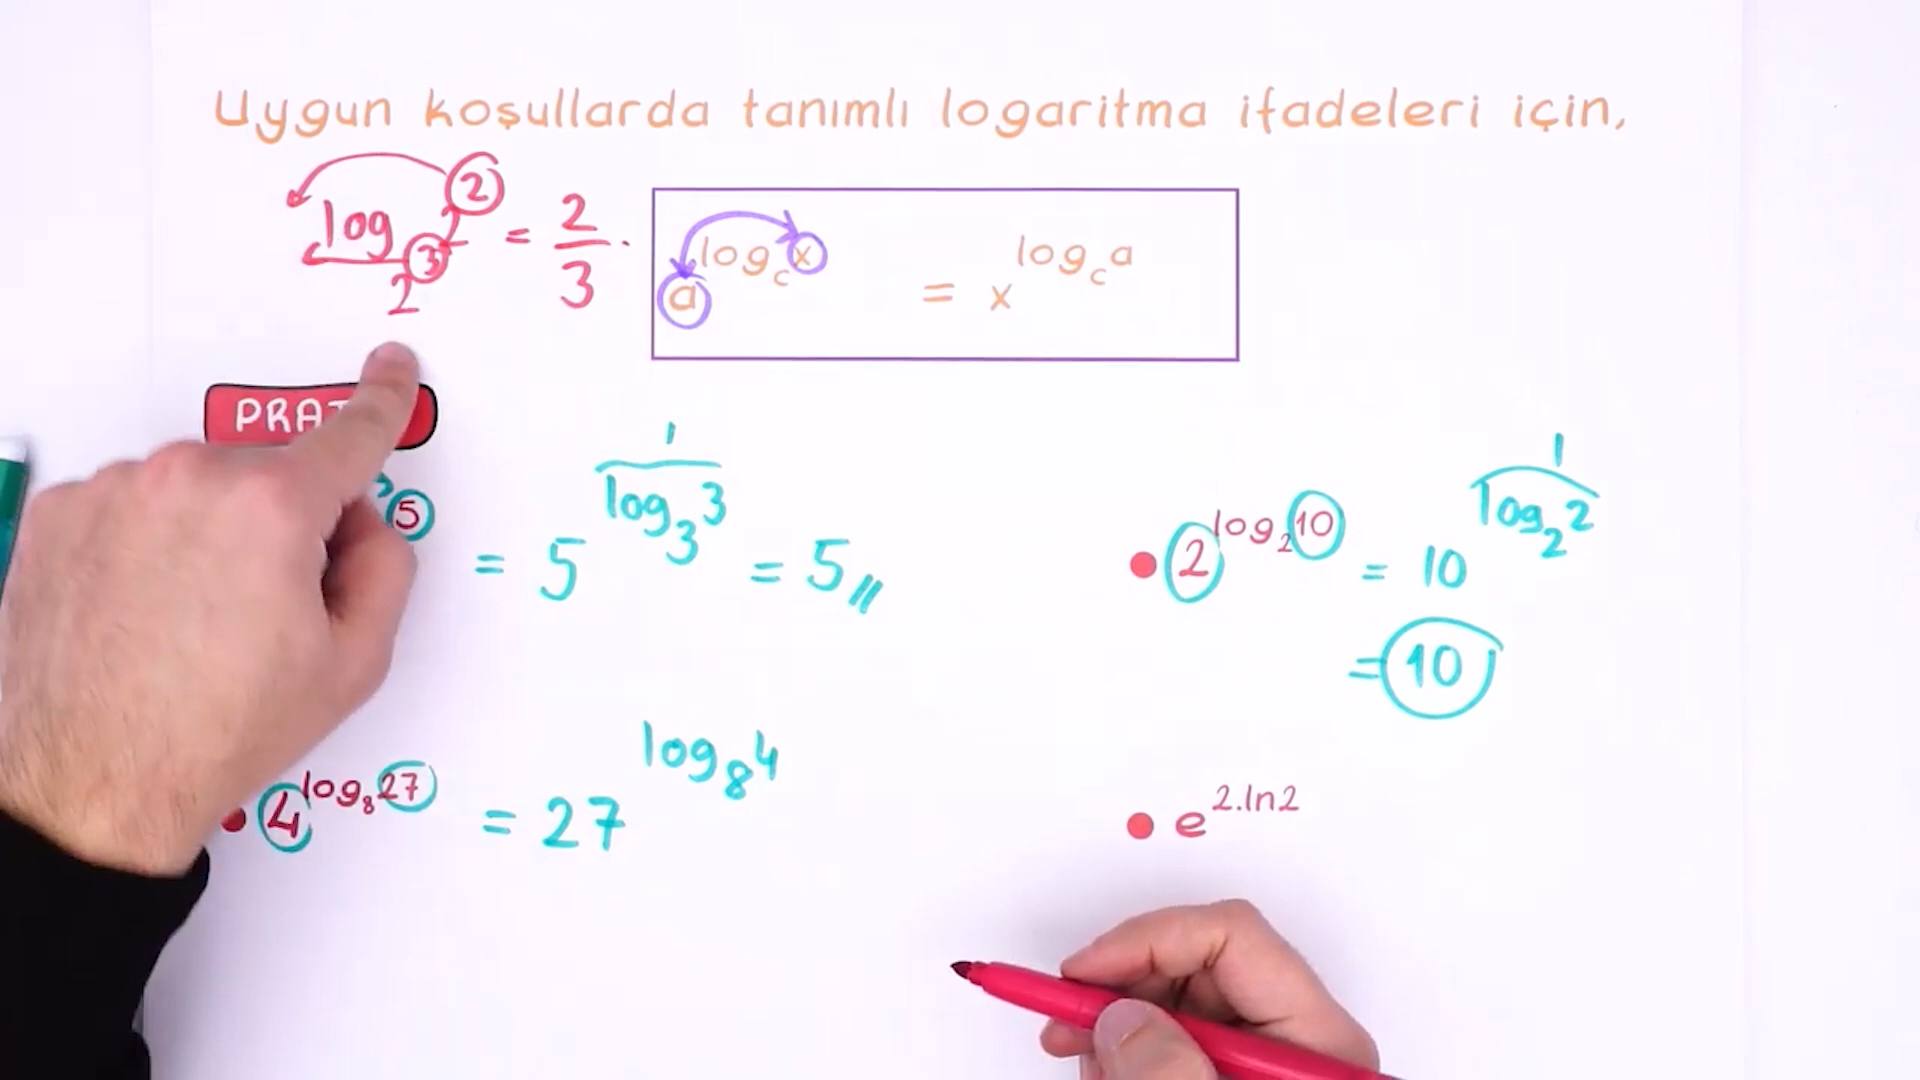 Uygun koşullarda tanımlı logaritma ifadeleri için,
log_{2^3} 2^2 = 2/3 ·
a^{log_c x} = x^{log_c a}
5 = 5^{log_3 3} = 5
1
2^{log_2 10} = 10^{log_2 2}
1
= 10
4^{log_8 27} = 27^{log_8 4}
e^{2.ln2}